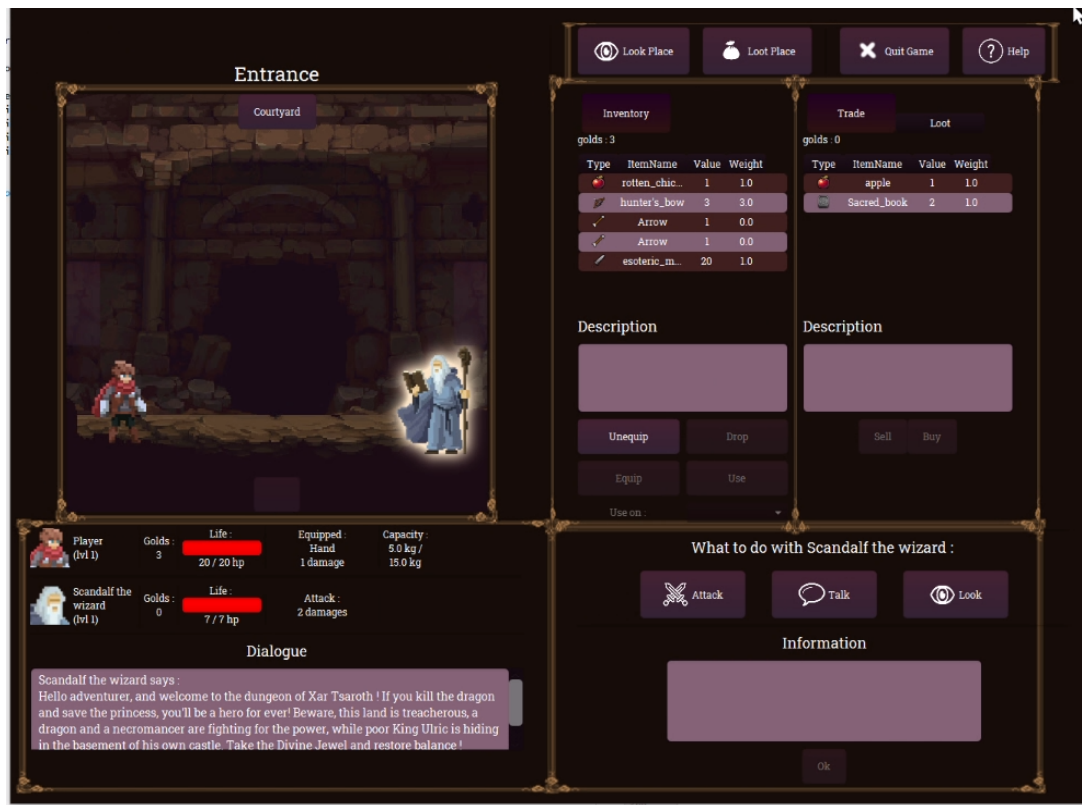 Look Place
Loot Place
Quit Game
? Help
Entrance
Courtyard
Inventory
golds : 3
Type ItemName Value Weight
rotten_chic... 1 1.0
hunter's_bow 3 3.0
Arrow 1 0.0
Arrow 1 0.0
esoteric_m... 20 1.0
Trade
Loot
golds : 0
Type ItemName Value Weight
apple 1 1.0
Sacred_book 2 1.0
Description
Description
Unequip
Drop
Equip
Use
Use on :
Sell
Buy
Player
(lvl 1)
Golds :
3
Life :
20 / 20 hp
Equipped :
Hand
1 damage
Capacity :
5.0 kg /
15.0 kg
Scandalf the
wizard
(lvl 1)
Golds :
0
Life :
7 / 7 hp
Attack :
2 damages
Dialogue
Scandalf the wizard says :
Hello adventurer, and welcome to the dungeon of Xar Tsaroth ! If you kill the dragon
and save the princess, you'll be a hero for ever! Beware, this land is treacherous, a
dragon and a necromancer are fighting for the power, while poor King Ulric is hiding
in the basement of his own castle. Take the Divine Jewel and restore balance !
What to do with Scandalf the wizard :
Attack
Talk
Look
Information
Ok